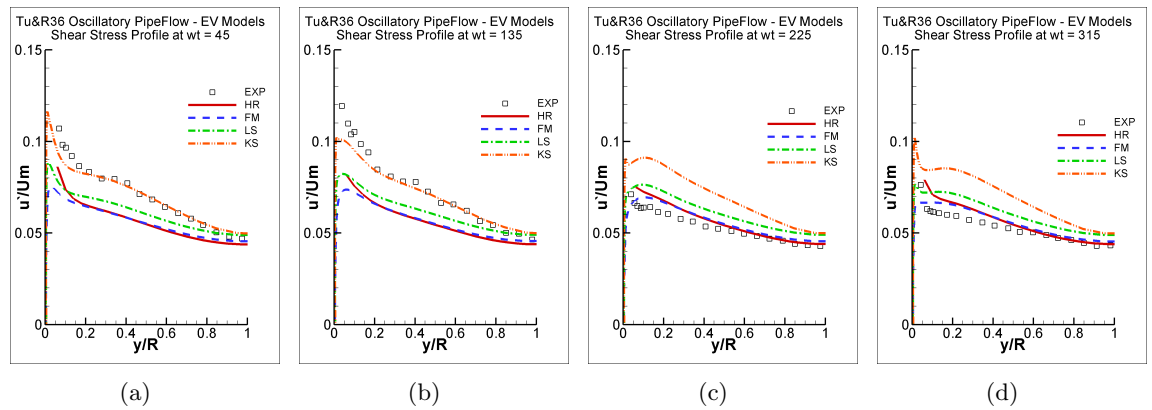 Tu&R36 Oscillatory PipeFlow - EV Models
Shear Stress Profile at wt = 45
0.15
0.1
0.05
0
u'/Um
EXP
HR
FM
LS
KS
0 0.2 0.4 0.6 0.8 1
y/R
(a)
Tu&R36 Oscillatory PipeFlow - EV Models
Shear Stress Profile at wt = 135
0.15
0.1
0.05
0
u'/Um
EXP
HR
FM
LS
KS
0 0.2 0.4 0.6 0.8 1
y/R
(b)
Tu&R36 Oscillatory PipeFlow - EV Models
Shear Stress Profile at wt = 225
0.15
0.1
0.05
0
u'/Um
EXP
HR
FM
LS
KS
0 0.2 0.4 0.6 0.8 1
y/R
(c)
Tu&R36 Oscillatory PipeFlow - EV Models
Shear Stress Profile at wt = 315
0.15
0.1
0.05
0
u'/Um
EXP
HR
FM
LS
KS
0 0.2 0.4 0.6 0.8 1
y/R
(d)